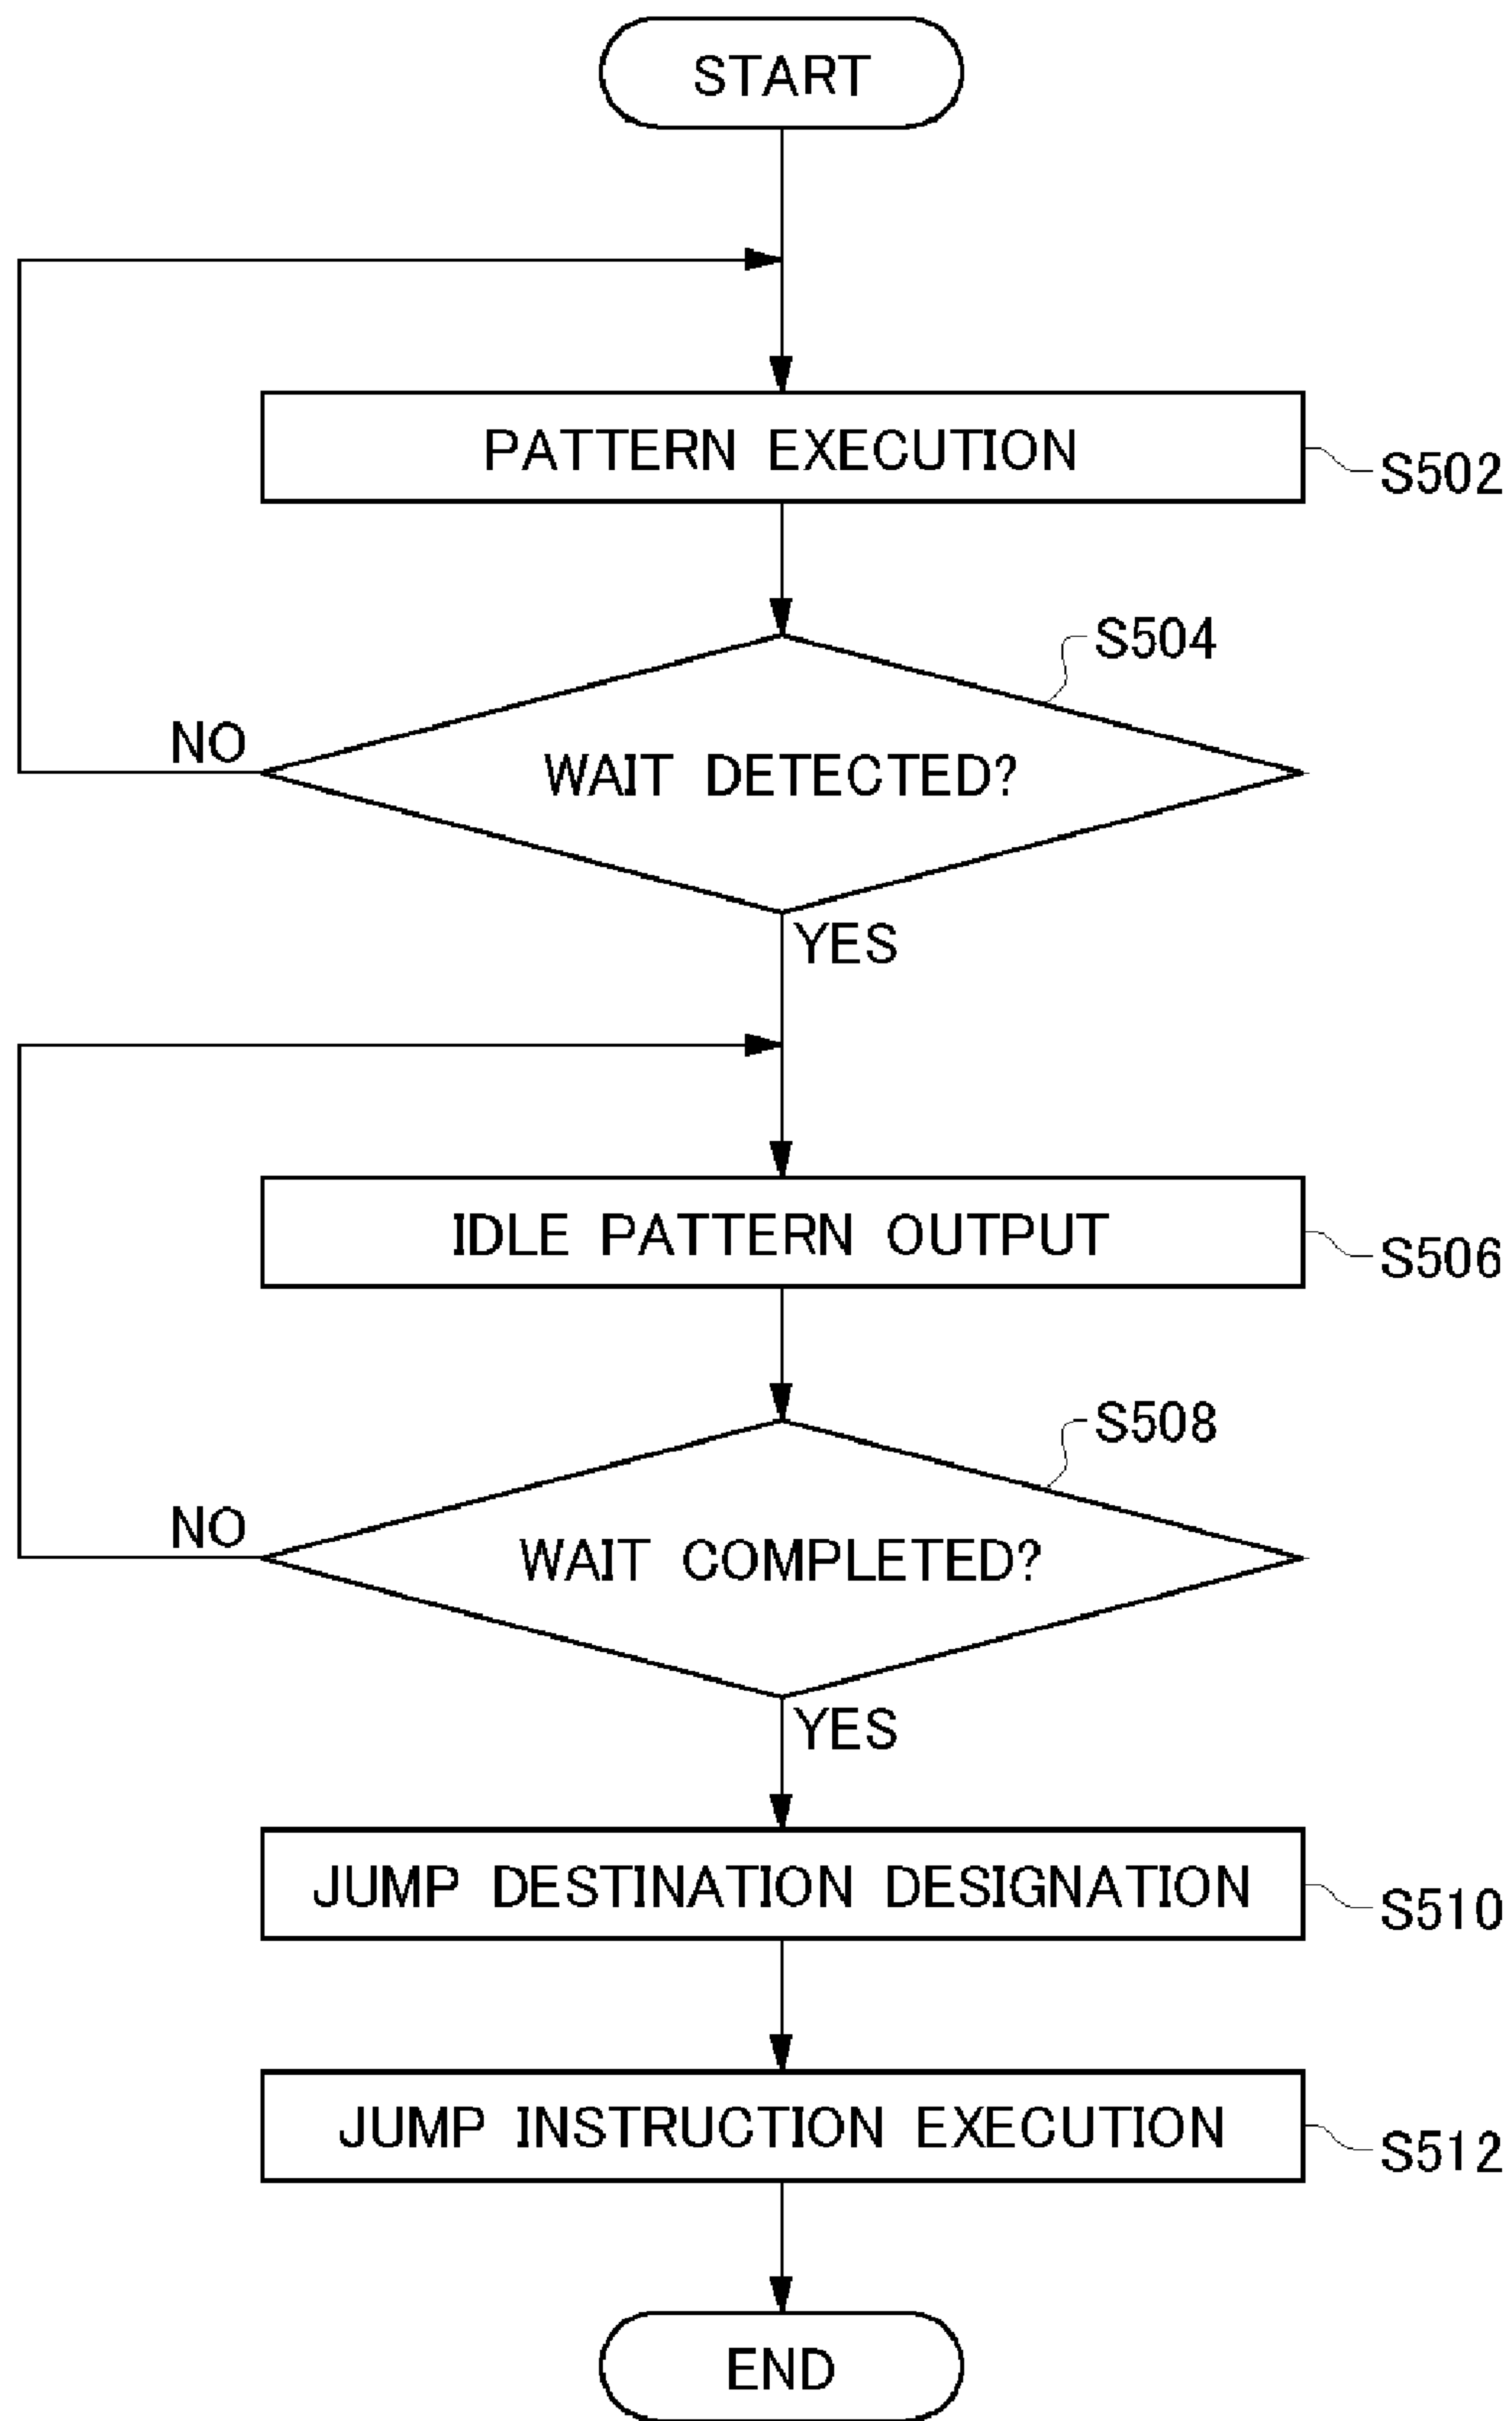 START
PATTERN EXECUTION
S502
S504
WAIT DETECTED?
NO
YES
IDLE PATTERN OUTPUT
S506
S508
WAIT COMPLETED?
NO
YES
JUMP DESTINATION DESIGNATION
S510
JUMP INSTRUCTION EXECUTION
S512
END